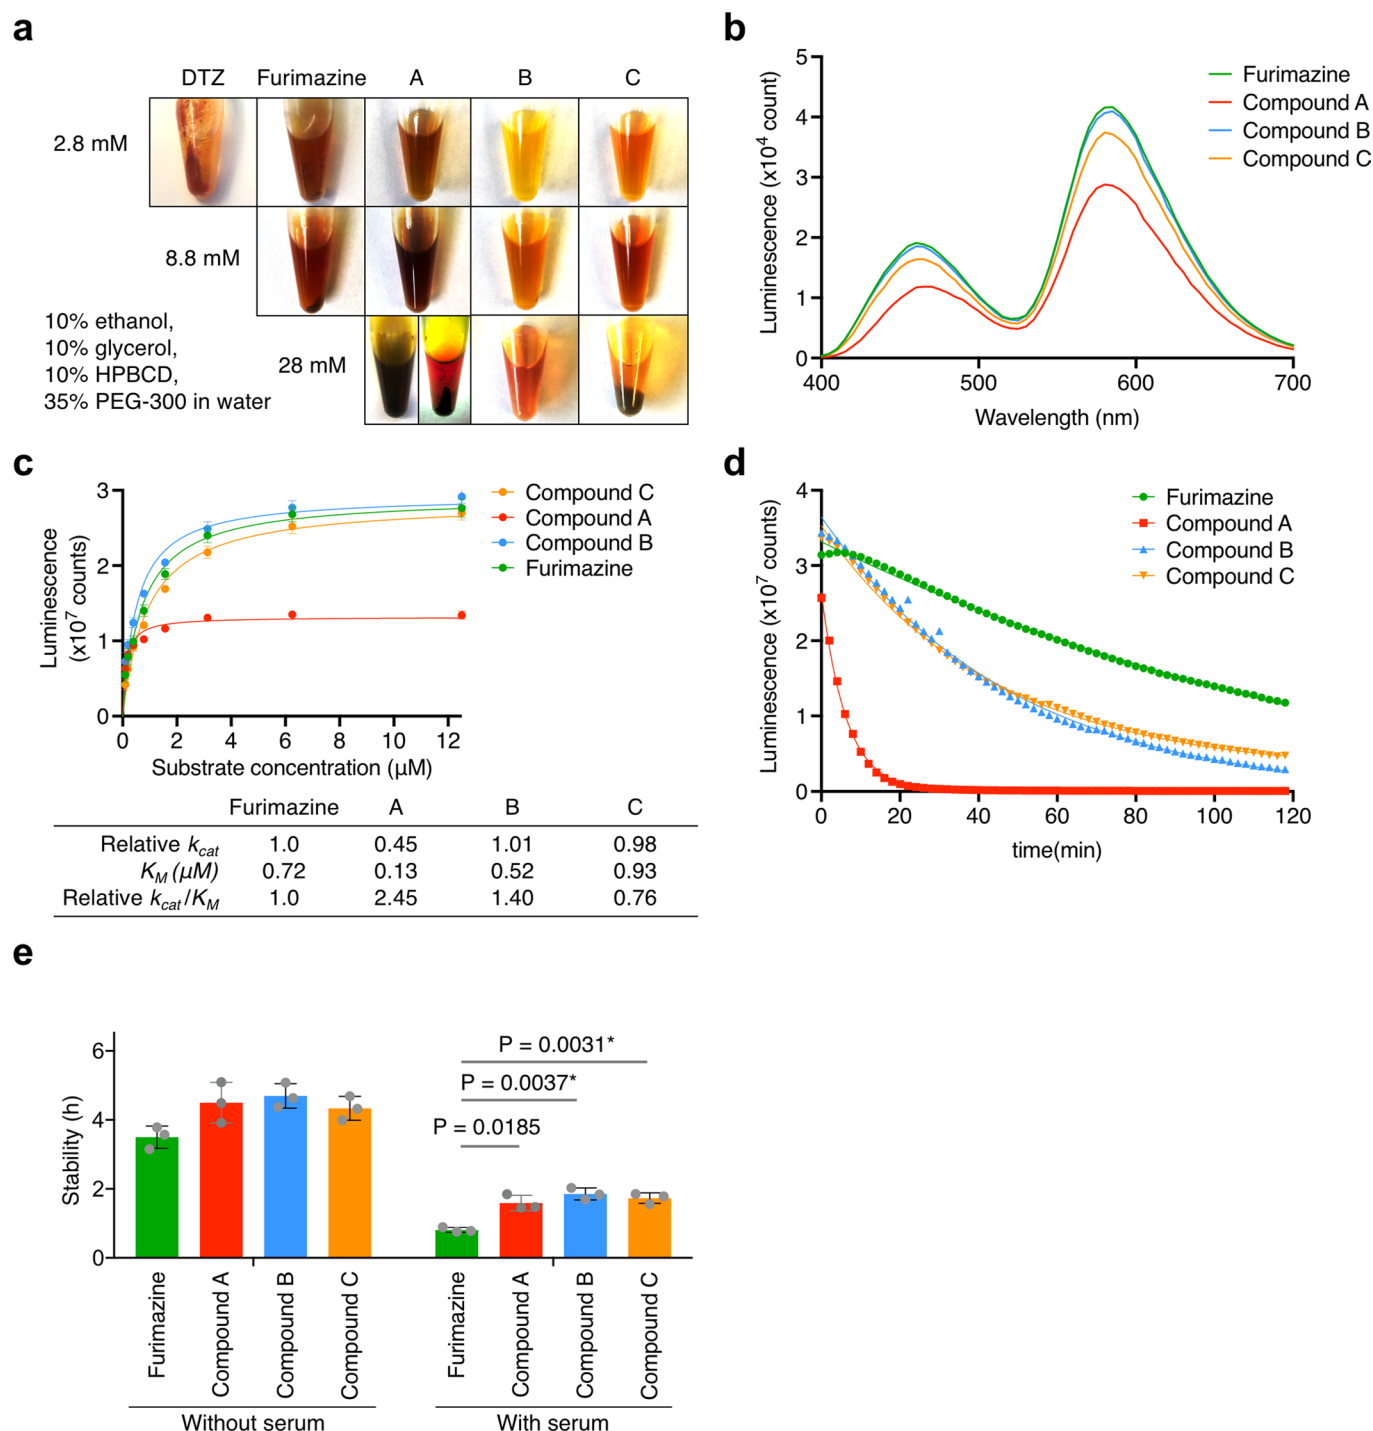 a
DTZ Furimazine A B C
2.8 mM
8.8 mM
28 mM
10% ethanol,
10% glycerol,
10% HPBCD,
35% PEG-300 in water
b
Luminescence (x10⁴ count)
5
4
3
2
1
0
400 500 600 700
Wavelength (nm)
Furimazine
Compound A
Compound B
Compound C
c
Luminescence
(x10⁷ counts)
3
2
1
0
0 2 4 6 8 10 12
Substrate concentration (µM)
Compound C
Compound A
Compound B
Furimazine
Furimazine A B C
Relative kcat 1.0 0.45 1.01 0.98
KM (µM) 0.72 0.13 0.52 0.93
Relative kcat/KM 1.0 2.45 1.40 0.76
d
Luminescence (x10⁷ counts)
4
3
2
1
0
0 20 40 60 80 100 120
time(min)
Furimazine
Compound A
Compound B
Compound C
e
Stability (h)
6
4
2
0
P = 0.0031*
P = 0.0037*
P = 0.0185
Furimazine
Compound A
Compound B
Compound C
Furimazine
Compound A
Compound B
Compound C
Without serum
With serum